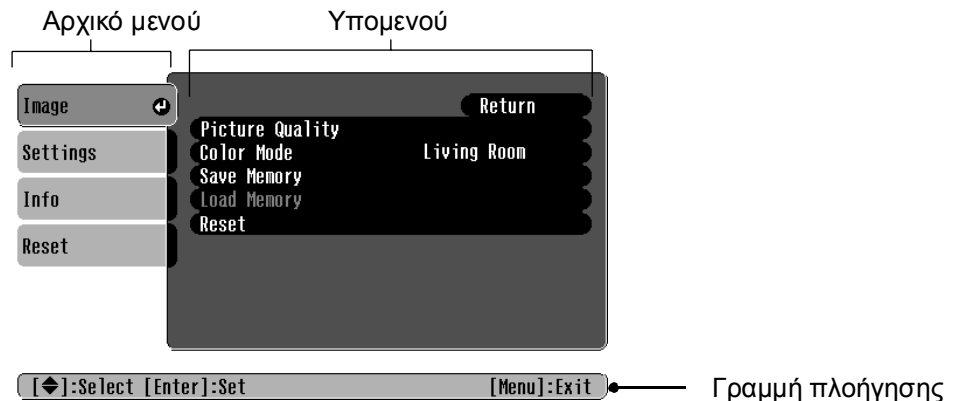 Αρχικό μενού Υπομενού
Image
Settings
Info
Reset
Return
Picture Quality
Color Mode Living Room
Save Memory
Load Memory
Reset
[◆]:Select [Enter]:Set [Menu]:Exit
Γραμμή πλοήγησης